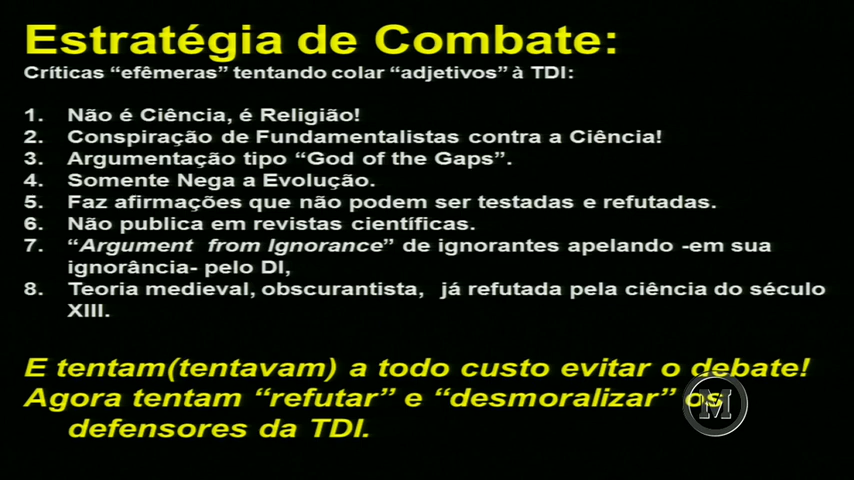 Estratégia de Combate:
Críticas “efêmeras” tentando colar “adjetivos” à TDI:
1. Não é Ciência, é Religião!
2. Conspiração de Fundamentalistas contra a Ciência!
3. Argumentação tipo “God of the Gaps”.
4. Somente Nega a Evolução.
5. Faz afirmações que não podem ser testadas e refutadas.
6. Não publica em revistas científicas.
7. “Argument from Ignorance” de ignorantes apelando -em sua
ignorância- pelo DI,
8. Teoria medieval, obscurantista, já refutada pela ciência do século
XIII.
E tentam(tentavam) a todo custo evitar o debate!
Agora tentam “refutar” e “desmoralizar” os
defensores da TDI.
M